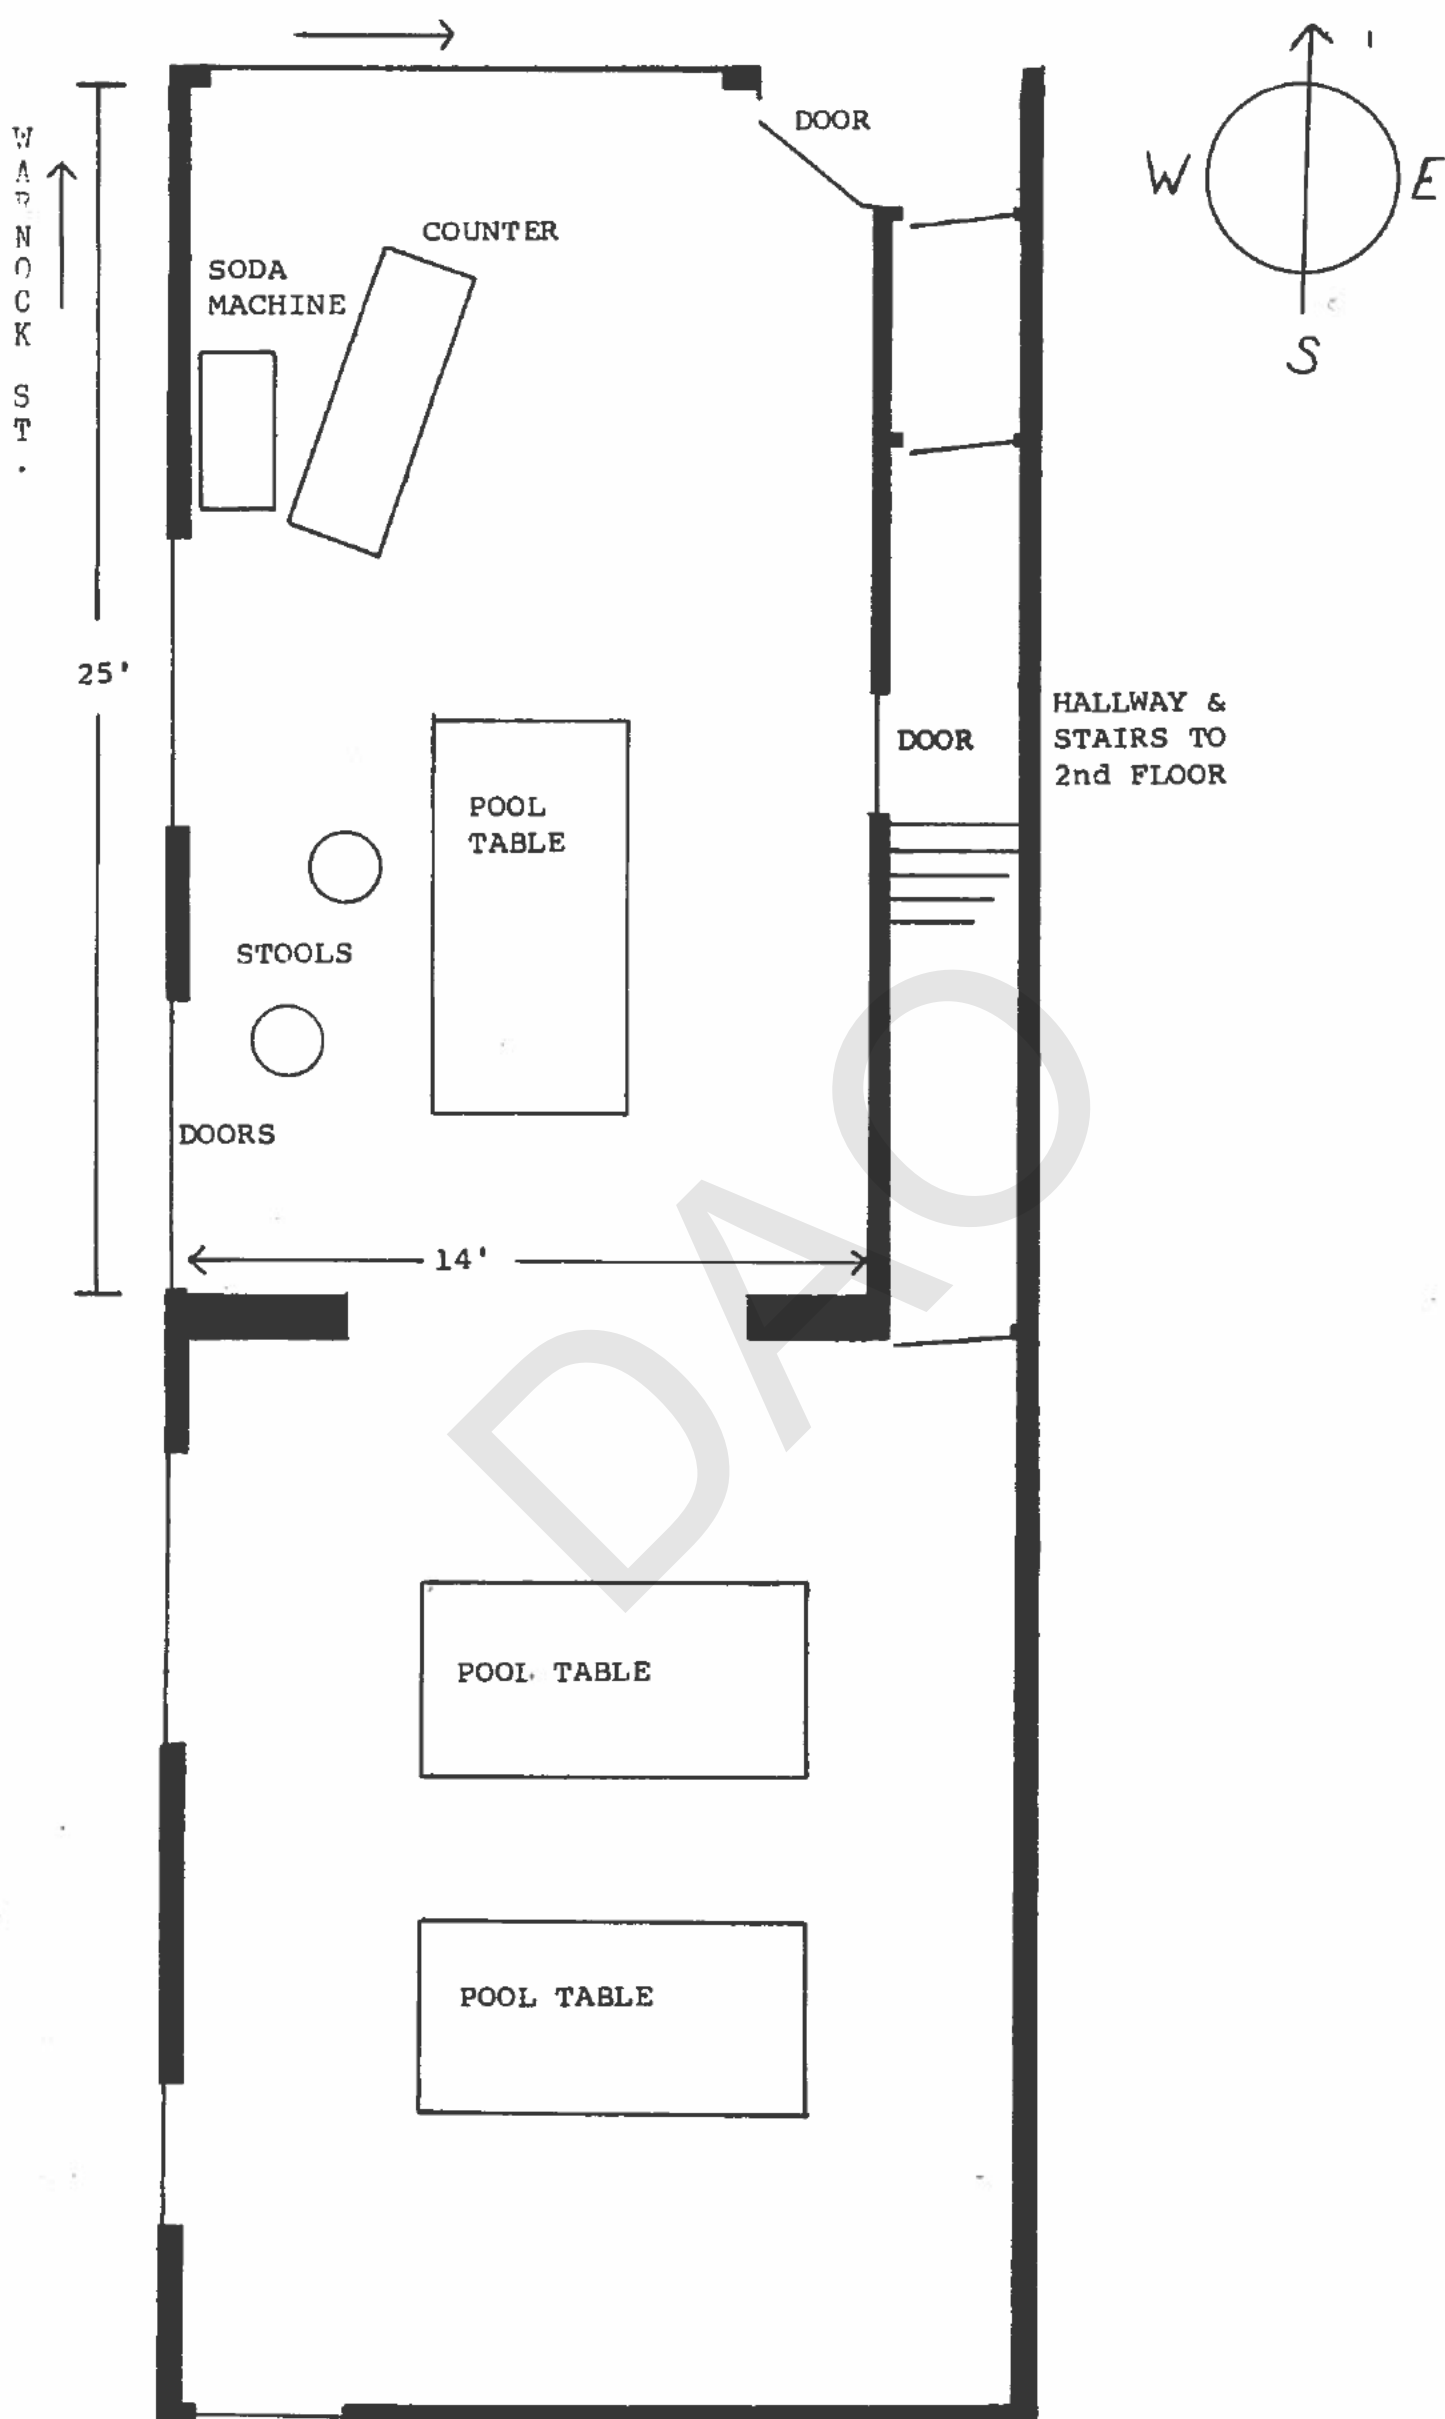 DOOR
W
E
S
WARNOCK ST.
COUNTER
SODA
MACHINE
25'
HALLWAY &
STAIRS TO
2nd FLOOR
DOOR
POOL
TABLE
STOOLS
DOORS
14'
POOL TABLE
POOL TABLE
DAO